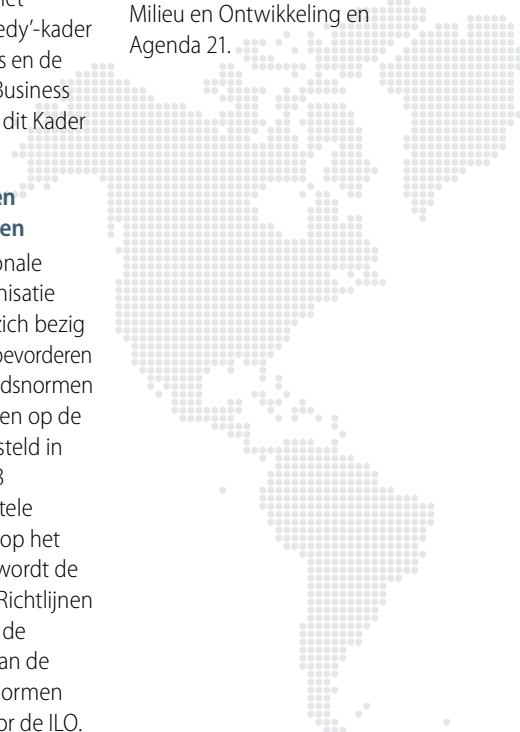 edy’-kader
s en de
Business
dit Kader
en
en
onale
nisatie
zich bezig
bevorderen
dsnormen
en op de
steld in
tele
op het
wordt de
Richtlijnen
de
an de
ormen
or de ILO.
Milieu en Ontwikkeling en
Agenda 21.